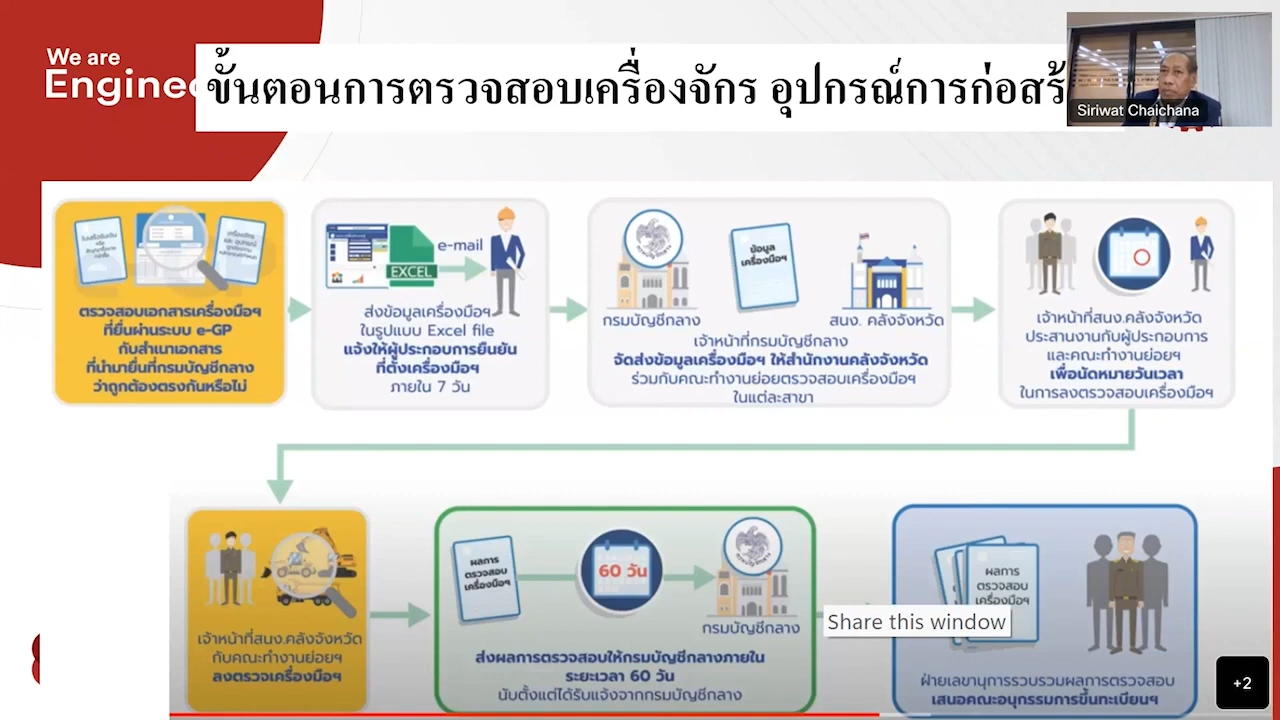 We are
Enginee
ขั้นตอนการตรวจสอบเครื่องจักร อุปกรณ์การก่อสร้
Siriwat Chaichana
e-mail
EXCEL
ตรวจสอบเอกสารเครื่องมือฯ
ที่ยื่นผ่านระบบ e-GP
กับสำเนาเอกสาร
ที่นำมายื่นที่กรมบัญชีกลาง
ว่าถูกต้องตรงกันหรือไม่
ส่งข้อมูลเครื่องมือฯ
ในรูปแบบ Excel file
แจ้งให้ผู้ประกอบการยืนยัน
ที่ตั้งเครื่องมือฯ
ภายใน 7 วัน
ข้อมูล
เครื่องมือฯ
กรมบัญชีกลาง
สนง. คลังจังหวัด
เจ้าหน้าที่กรมบัญชีกลาง
จัดส่งข้อมูลเครื่องมือฯ ให้สำนักงานคลังจังหวัด
ร่วมกับคณะทำงานย่อยตรวจสอบเครื่องมือฯ
ในแต่ละสาขา
เจ้าหน้าที่สนง.คลังจังหวัด
ประสานงานกับผู้ประกอบการ
และคณะทำงานย่อยฯ
เพื่อนัดหมายวันเวลา
ในการลงตรวจสอบเครื่องมือฯ
เจ้าหน้าที่สนง.คลังจังหวัด
กับคณะทำงานย่อยฯ
ลงตรวจเครื่องมือฯ
ผลการ
ตรวจสอบ
เครื่องมือฯ
60 วัน
กรมบัญชีกลาง
ส่งผลการตรวจสอบให้กรมบัญชีกลางภายใน
ระยะเวลา 60 วัน
นับตั้งแต่ได้รับแจ้งจากกรมบัญชีกลาง
Share this window
ผลการ
ตรวจสอบ
เครื่องมือฯ
ฝ่ายเลขานุการรวบรวมผลการตรวจสอบ
เสนอคณะอนุกรรมการขึ้นทะเบียนฯ
+2